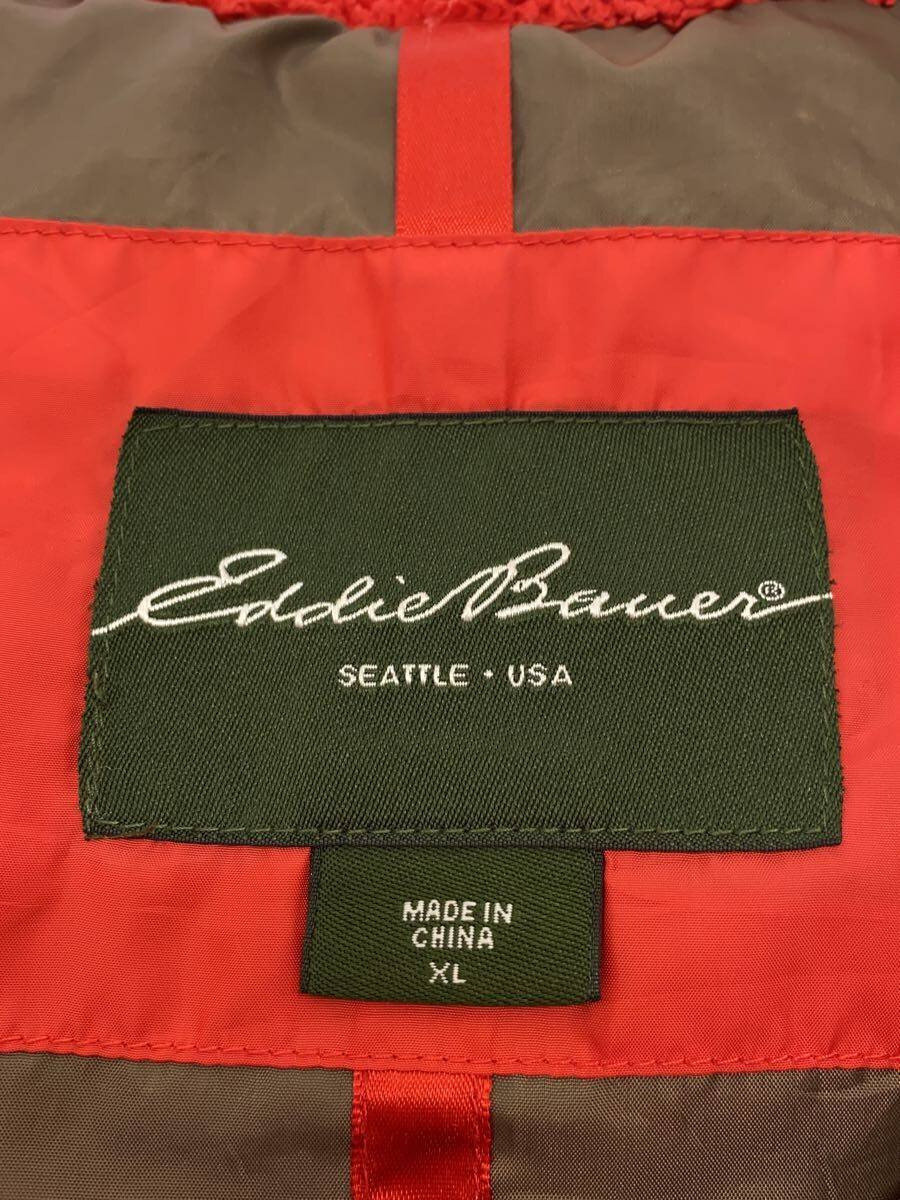 Eddie Bauer®
SEATTLE • USA
MADE IN
CHINA
XL